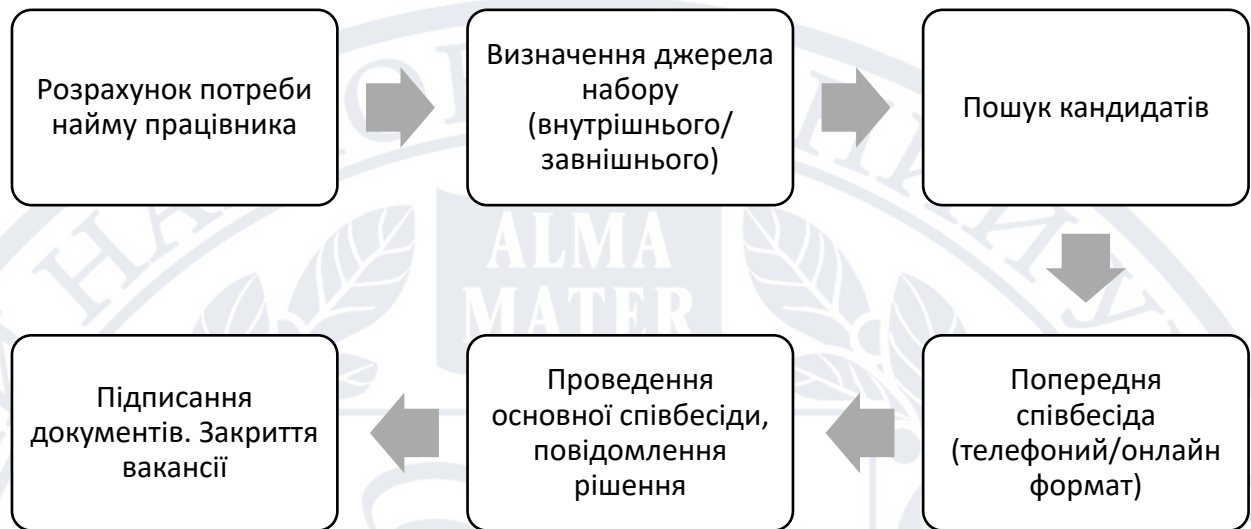 Розрахунок потреби
найму працівника
Визначення джерела
набору
(внутрішнього/
завнішнього)
Пошук кандидатів
Попередня
співбесіда
(телефоний/онлайн
формат)
Проведення
основної співбесіди,
повідомлення
рішення
Підписання
документів. Закриття
вакансії
ALMA
MATER